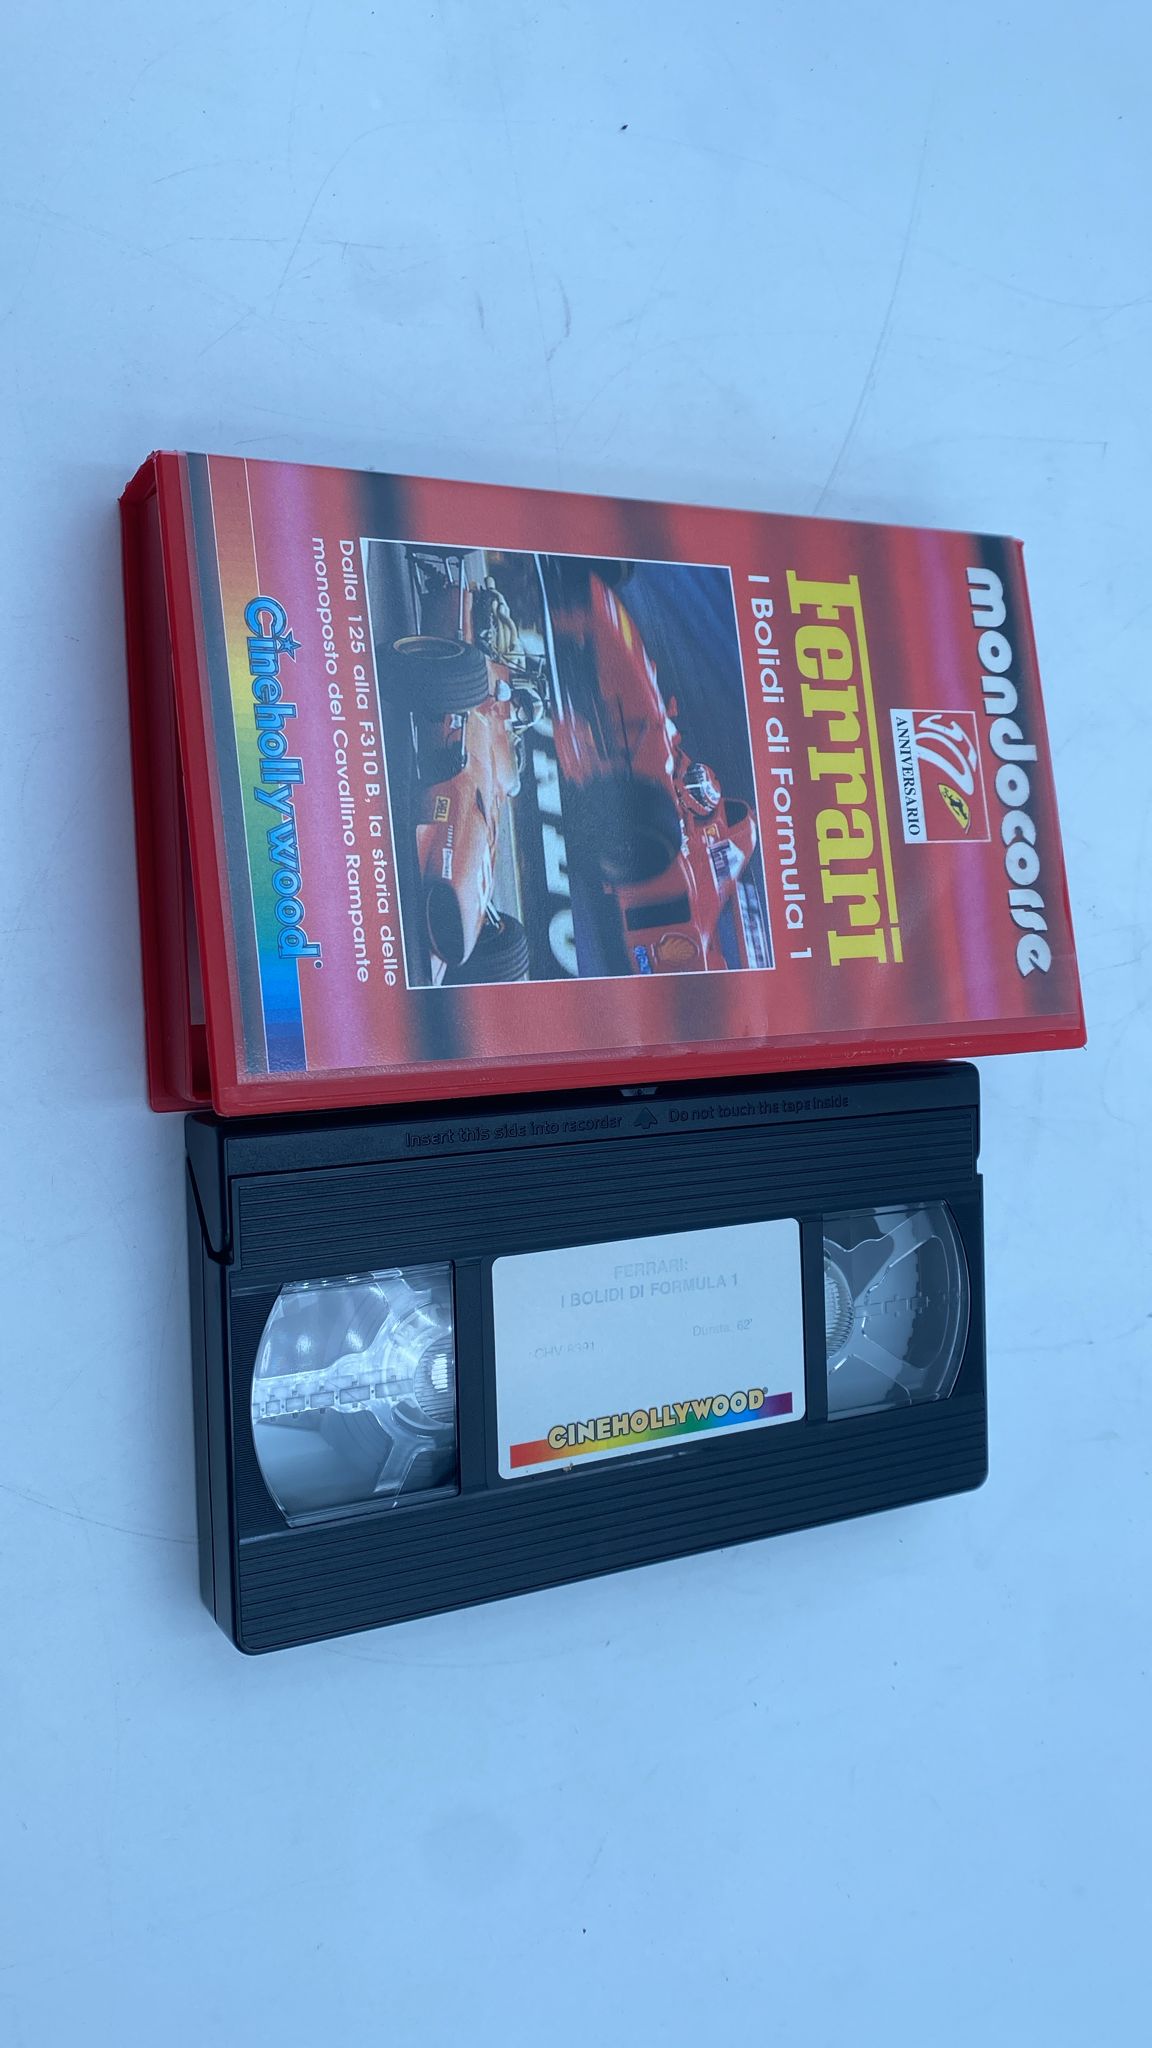 mondocorse
ANNIVERSARIO
Ferrari
I Bolidi di Formula 1
Dalla 125 alla F310 B, la storia delle
monoposto del Cavallino Rampante
Cinehollywood
Insert this side into recorder Do not touch the tape inside
FERRARI:
I BOLIDI DI FORMULA 1
Durata: 62'
CHV 8391
CINEHOLLYWOOD®